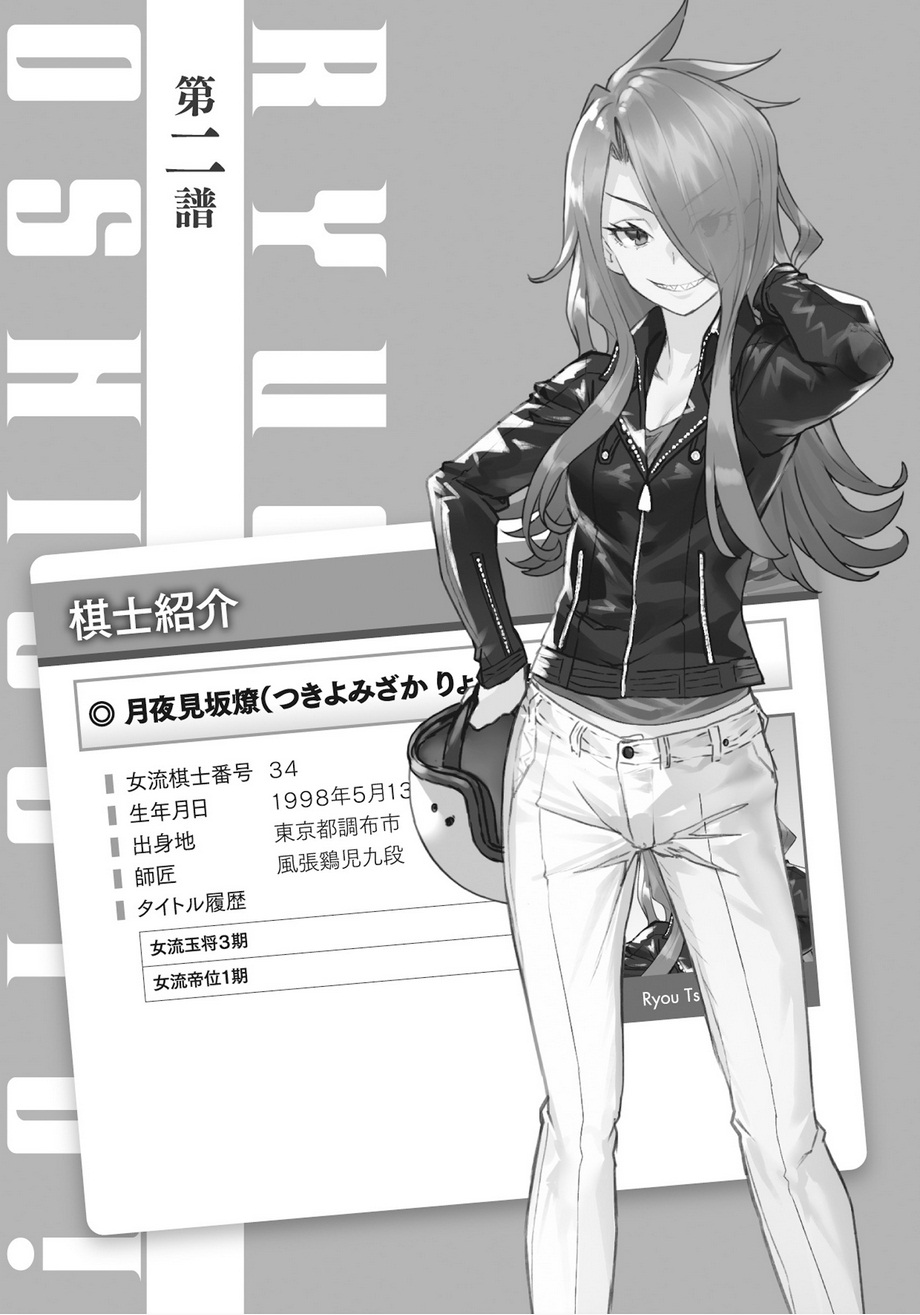 第二譜
RYUO
OSHIGOTO!
棋士紹介
◎ 月夜見坂燎(つきよみざか りょ
女流棋士番号 34
生年月日 1998年5月13
出身地 東京都調布市
師匠 風張鶏児九段
タイトル履歴
女流玉将3期
女流帝位1期
Ryou Ts